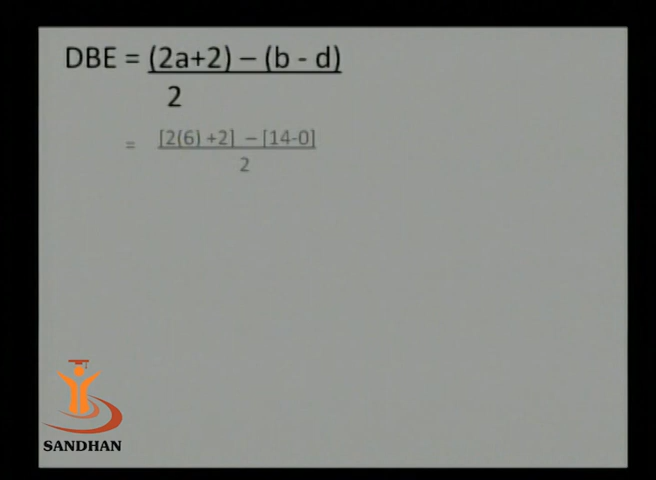 DBE = (2a+2) – (b - d)
2
= [2(6) +2] – [14-0]
2
SANDHAN